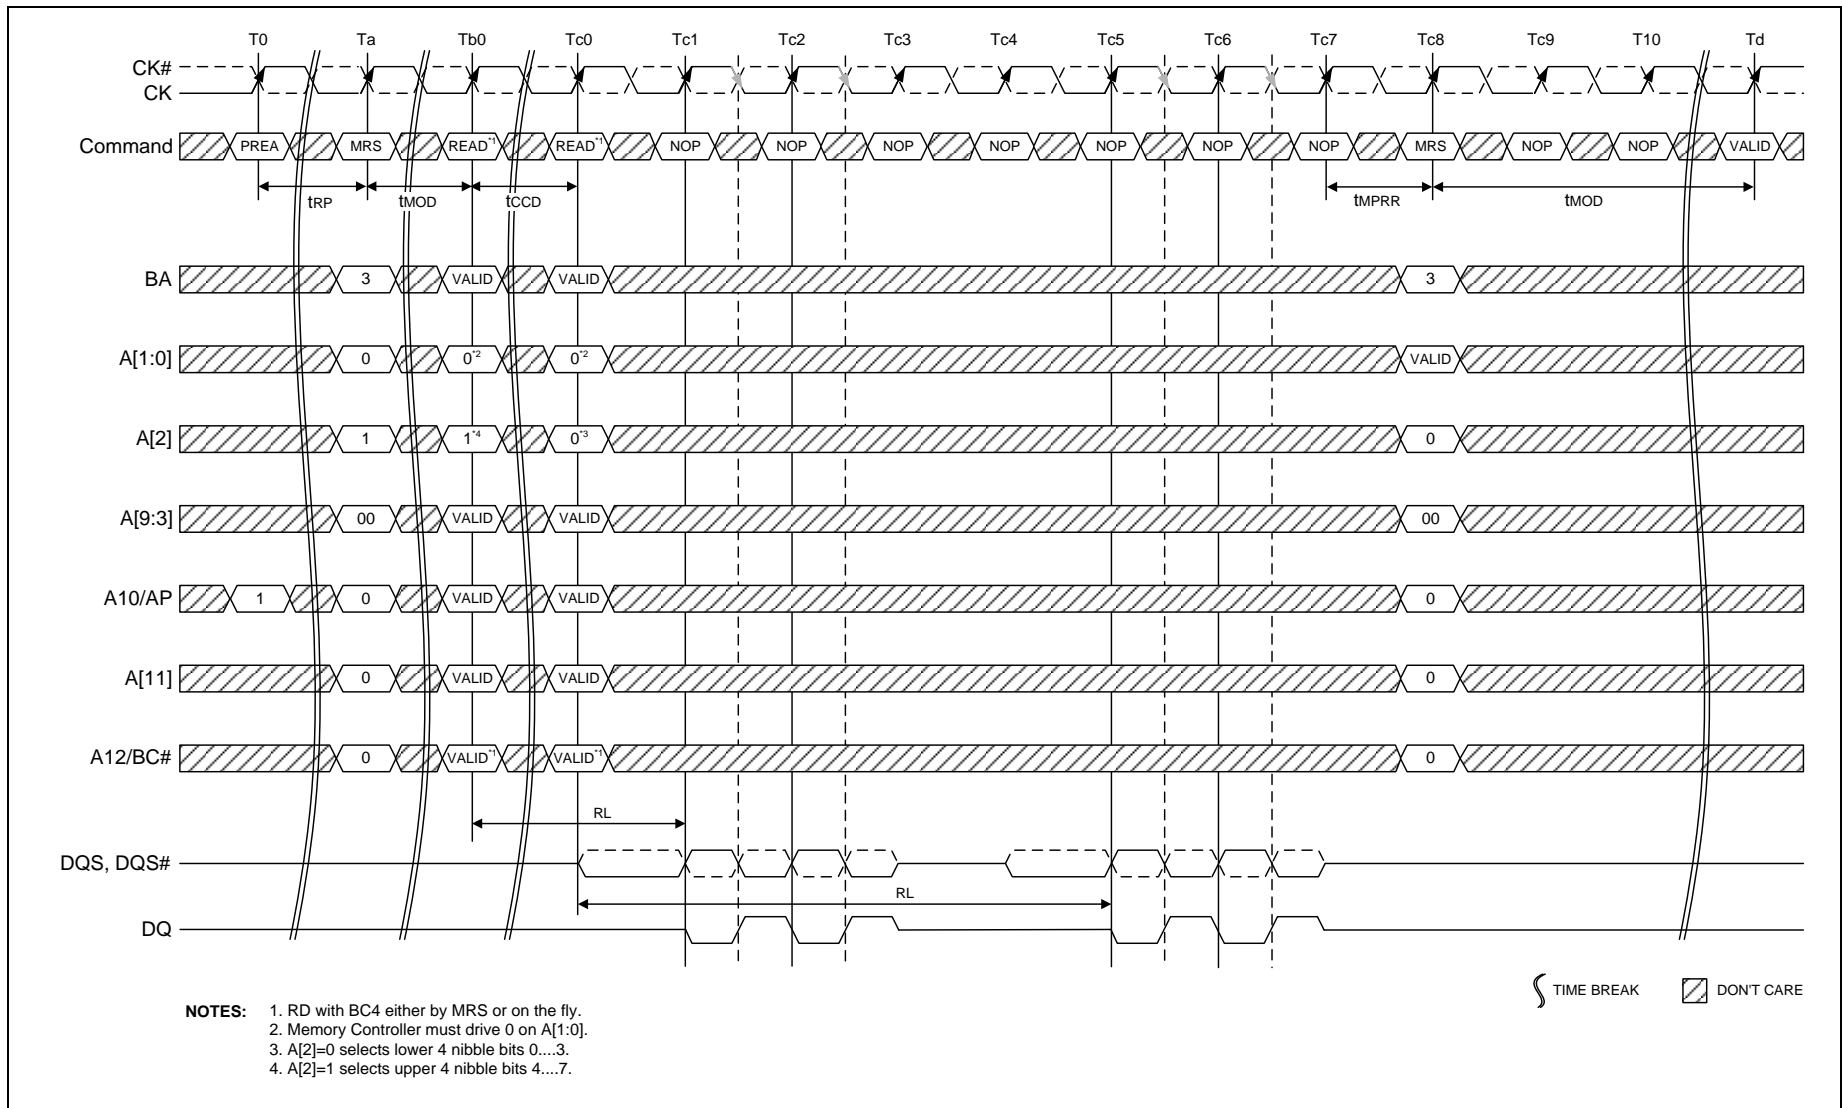 T0 Ta Tb0 Tc0 Tc1 Tc2 Tc3 Tc4 Tc5 Tc6 Tc7 Tc8 Tc9 T10 Td
CK#
CK
Command PREA MRS READ*1 READ*1 NOP NOP NOP NOP NOP NOP NOP MRS NOP NOP VALID
tRP tMOD tCCD tMPRR tMOD
BA 3 VALID VALID 3
A[1:0] 0 0*2 0*2 VALID
A[2] 1 1*4 0*3 0
A[9:3] 00 VALID VALID 00
A10/AP 1 0 VALID VALID 0
A[11] 0 VALID VALID 0
A12/BC# 0 VALID*1 VALID*1 0
RL
DQS, DQS#
RL
DQ
TIME BREAK DON'T CARE
NOTES: 1. RD with BC4 either by MRS or on the fly.
2. Memory Controller must drive 0 on A[1:0].
3. A[2]=0 selects lower 4 nibble bits 0....3.
4. A[2]=1 selects upper 4 nibble bits 4....7.